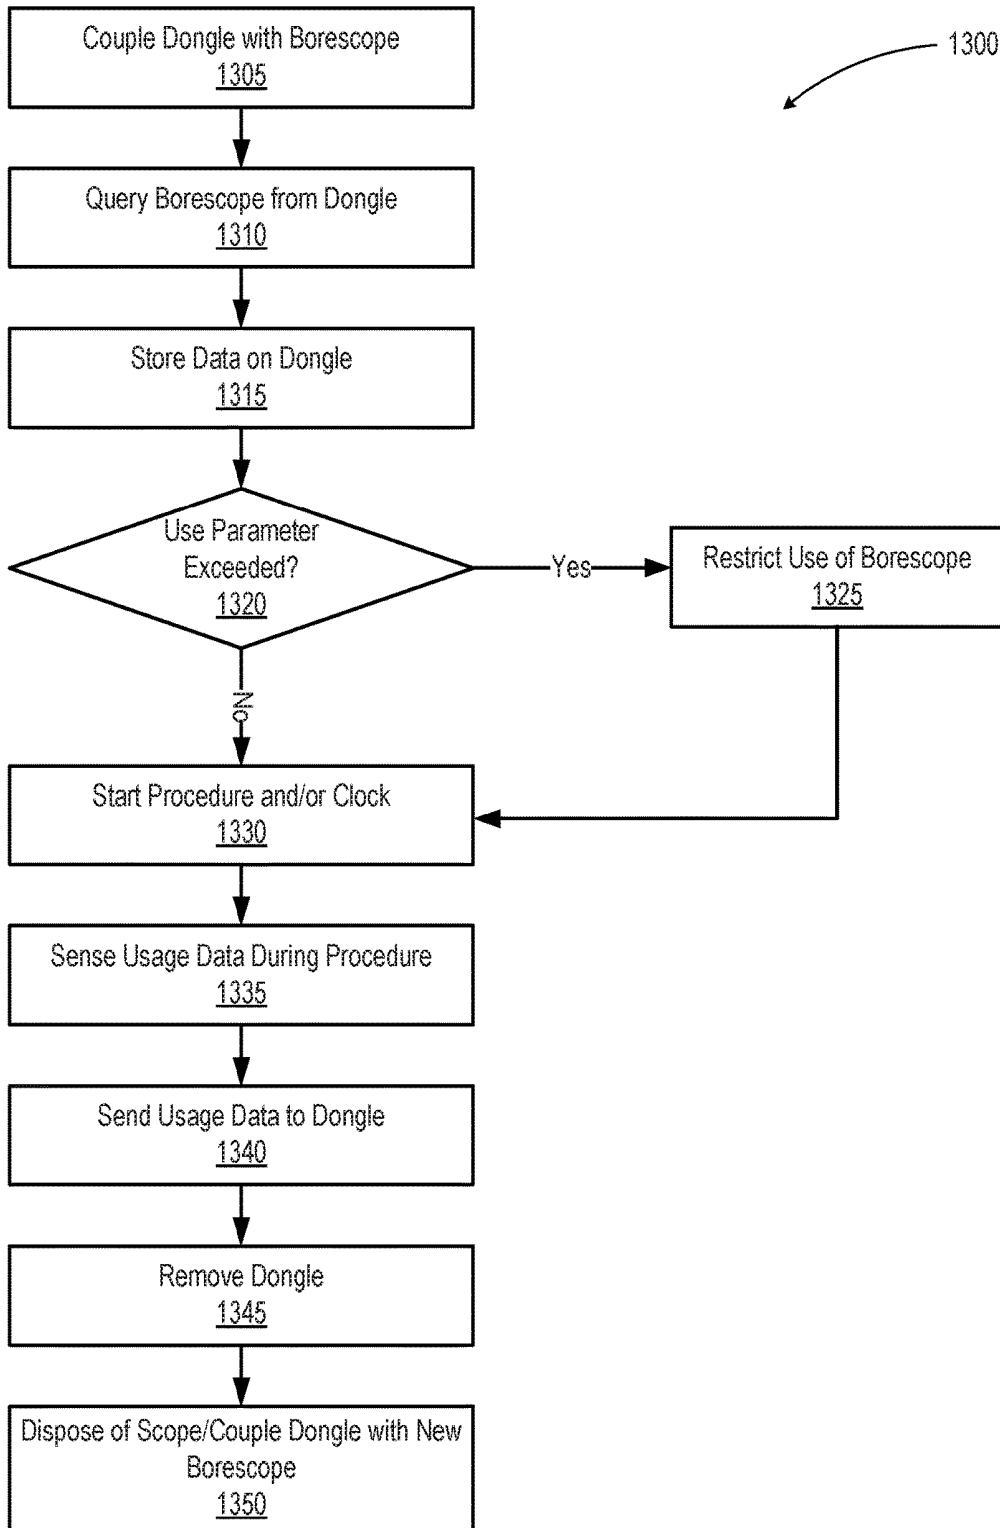 Couple Dongle with Borescope
1305
1300
Query Borescope from Dongle
1310
Store Data on Dongle
1315
Use Parameter
Exceeded?
1320
Yes
Restrict Use of Borescope
1325
No
Start Procedure and/or Clock
1330
Sense Usage Data During Procedure
1335
Send Usage Data to Dongle
1340
Remove Dongle
1345
Dispose of Scope/Couple Dongle with New
Borescope
1350